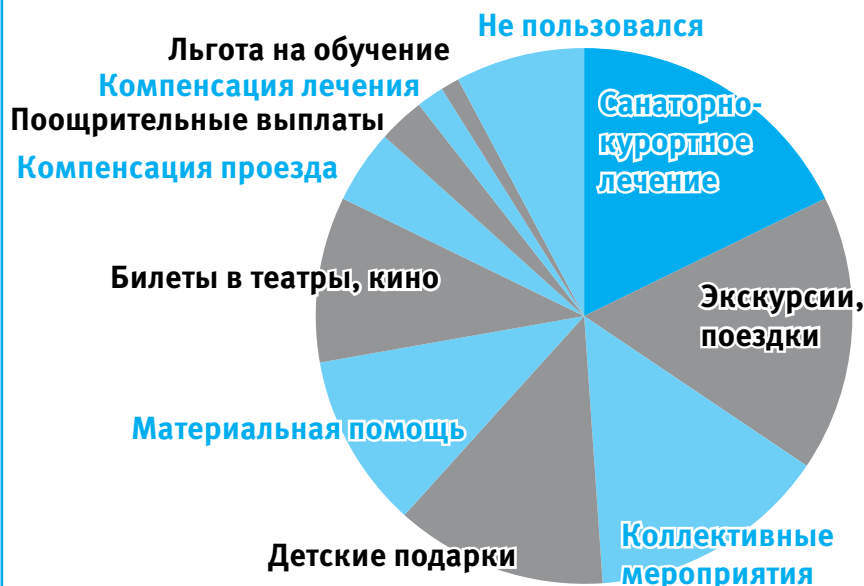 Не пользовался
Льгота на обучение
Компенсация лечения
Поощрительные выплаты
Компенсация проезда
Билеты в театры, кино
Материальная помощь
Детские подарки
Санаторно-
курортное
лечение
Экскурсии,
поездки
Коллективные
мероприятия